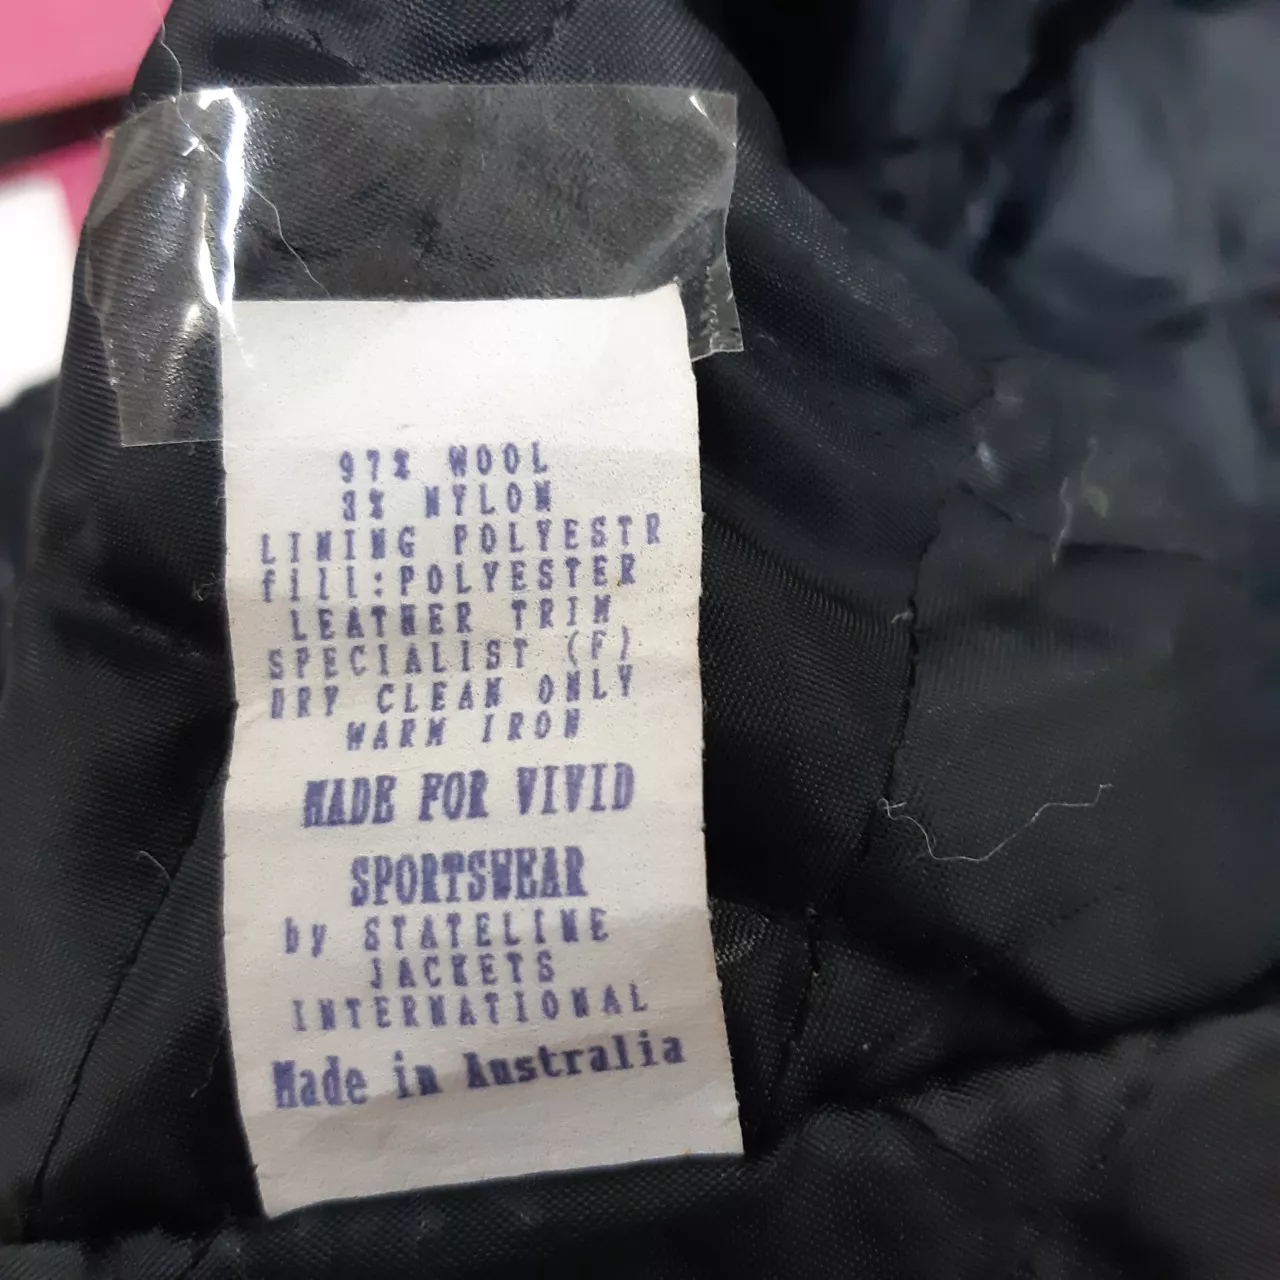 97% WOOL
3% NYLON
LINING POLYESTR
fill:POLYESTER
LEATHER TRIM
SPECIALIST (F)
DRY CLEAN ONLY
WARM IRON
MADE FOR VIVID
SPORTSWEAR
by STATELINE
JACKETS
INTERNATIONAL
Made in Australia